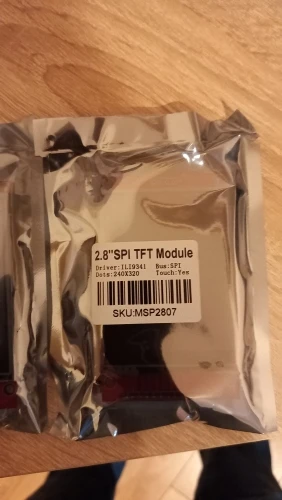 2.8"SPI TFT Module
Driver:ILI9341 Bus:SPI
Dots:240X320 Touch:Yes
SKU:MSP2807